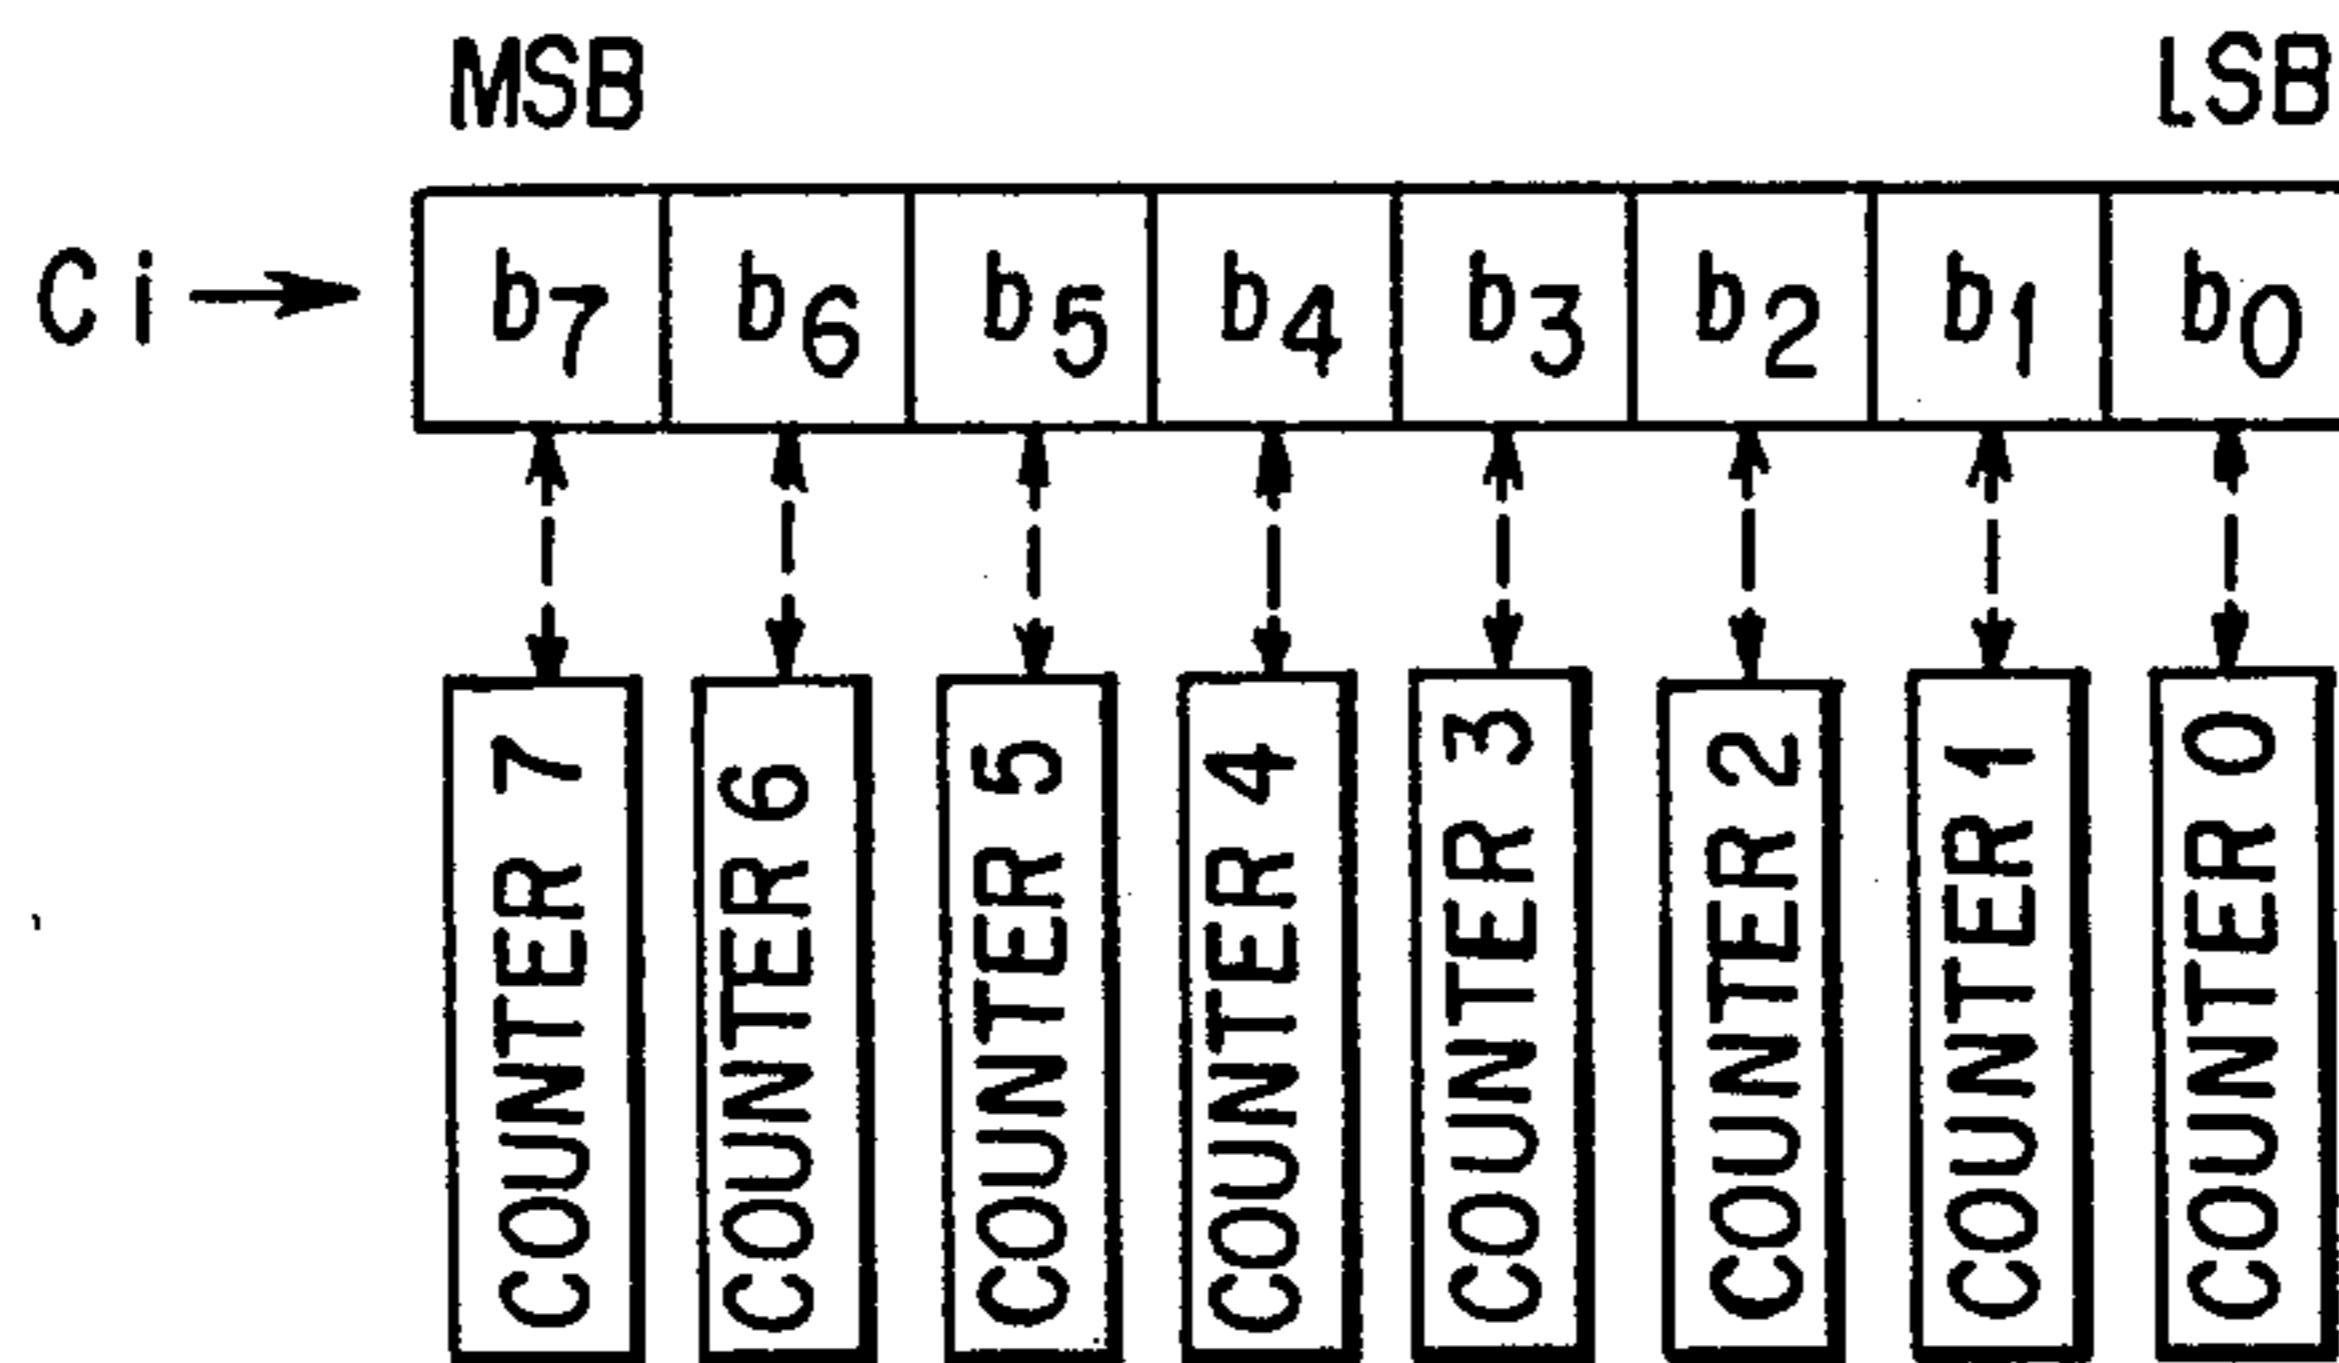 MSB LSB
Ci b7 b6 b5 b4 b3 b2 b1 b0
COUNTER 7
COUNTER 6
COUNTER 5
COUNTER 4
COUNTER 3
COUNTER 2
COUNTER 1
COUNTER 0